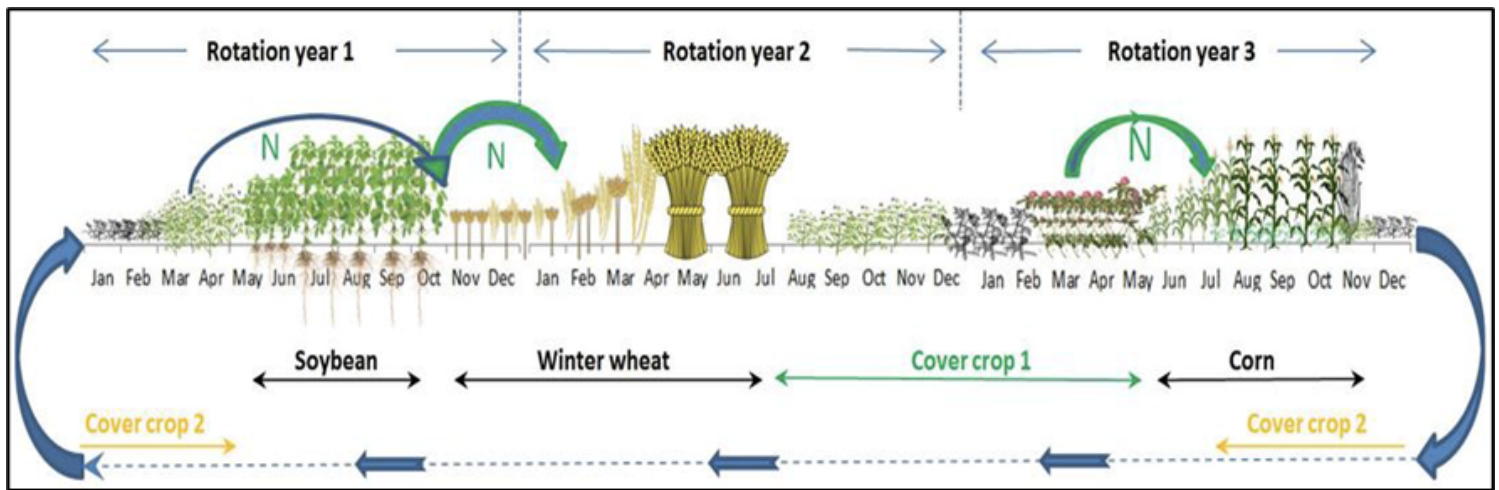 Rotation year 1 Rotation year 2 Rotation year 3
N N N
Jan Feb Mar Apr May Jun Jul Aug Sep Oct Nov Dec Jan Feb Mar Apr May Jun Jul Aug Sep Oct Nov Dec Jan Feb Mar Apr May Jun Jul Aug Sep Oct Nov Dec
Soybean Winter wheat Cover crop 1 Corn
Cover crop 2 Cover crop 2